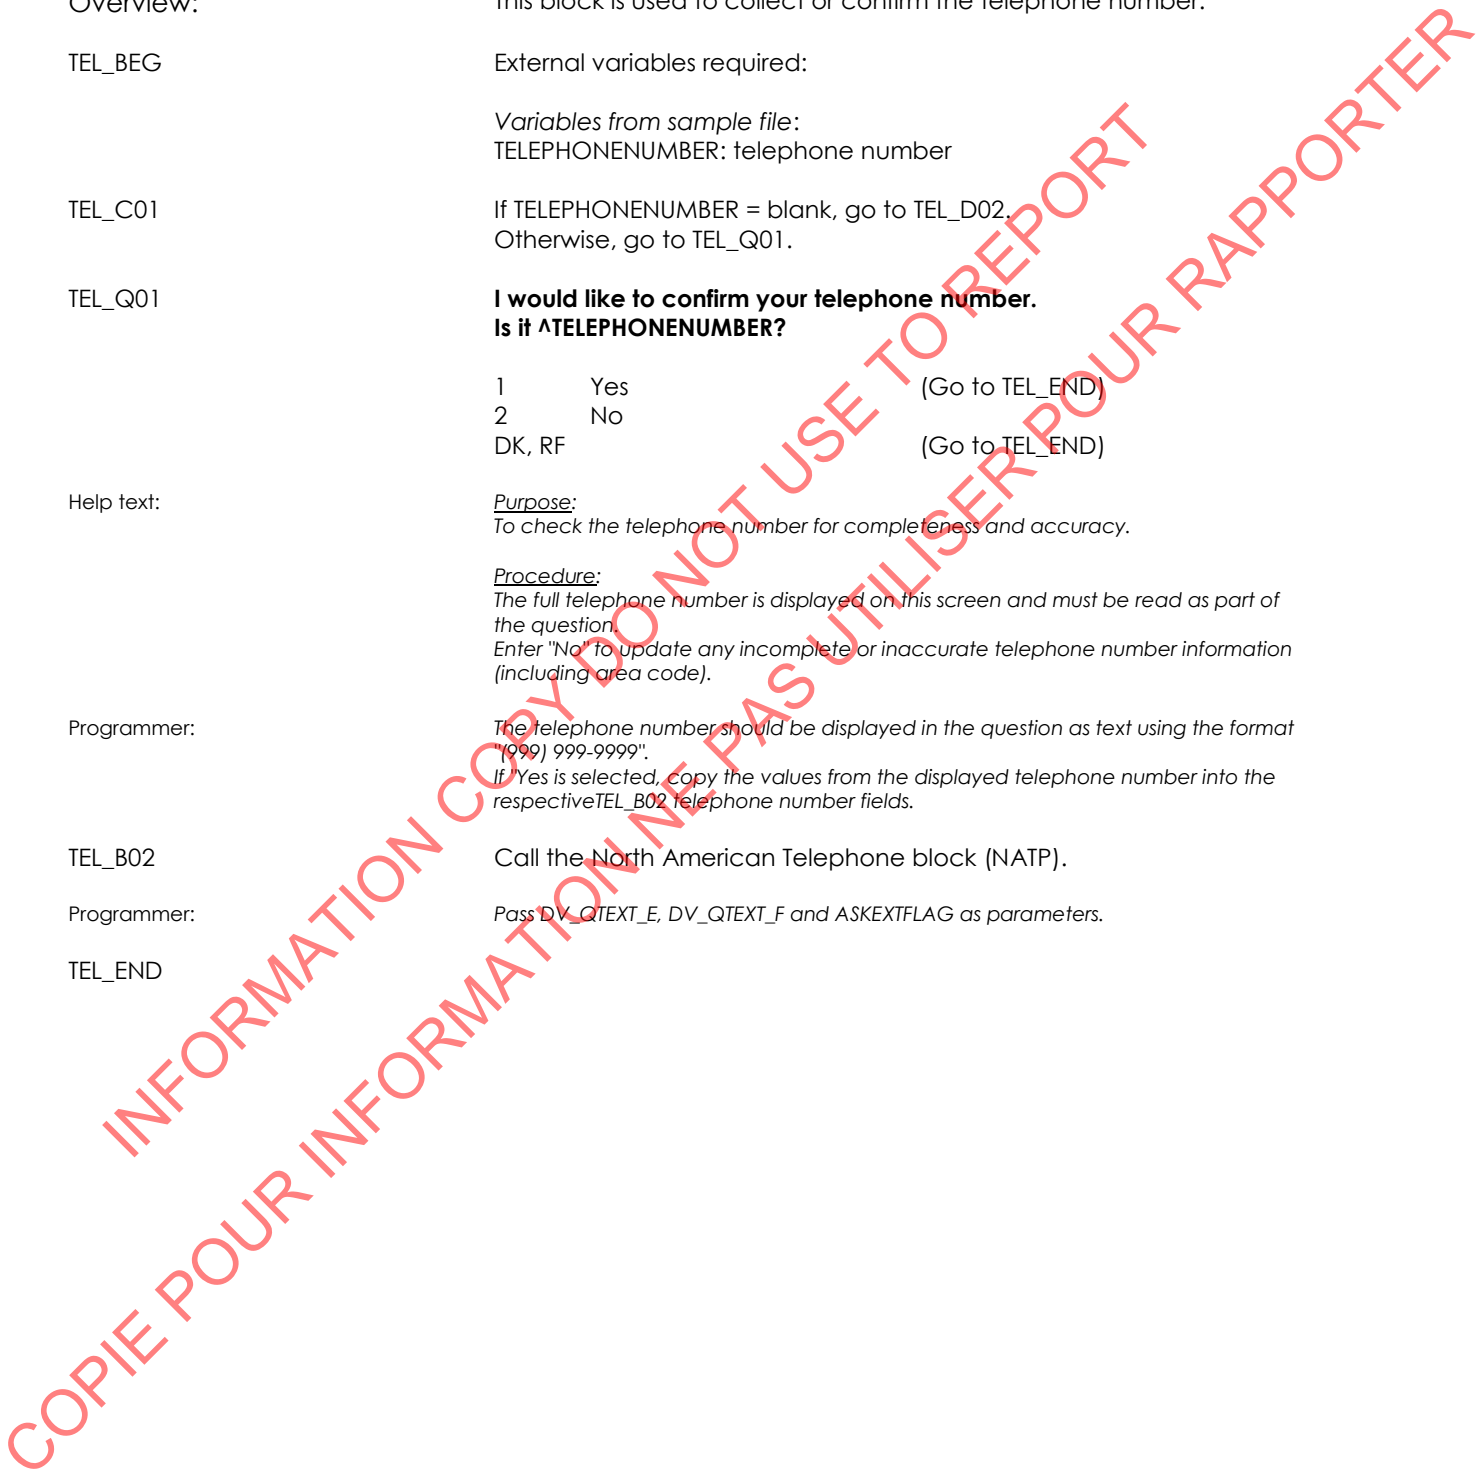 Overview: This block is used to collect or confirm the telephone number.
TEL_BEG External variables required:
Variables from sample file:
TELEPHONENUMBER: telephone number
TEL_C01 If TELEPHONENUMBER = blank, go to TEL_D02.
Otherwise, go to TEL_Q01.
TEL_Q01 I would like to confirm your telephone number.
Is it ^TELEPHONENUMBER?
1 Yes (Go to TEL_END)
2 No
DK, RF (Go to TEL_END)
Help text: Purpose:
To check the telephone number for completeness and accuracy.
Procedure:
The full telephone number is displayed on this screen and must be read as part of
the question.
Enter "No" to update any incomplete or inaccurate telephone number information
(including area code).
Programmer: The telephone number should be displayed in the question as text using the format
"(999) 999-9999".
If "Yes is selected, copy the values from the displayed telephone number into the
respectiveTEL_B02 telephone number fields.
TEL_B02 Call the North American Telephone block (NATP).
Programmer: Pass DV_QTEXT_E, DV_QTEXT_F and ASKEXTFLAG as parameters.
TEL_END
INFORMATION COPY DO NOT USE TO REPORT
COPIE POUR INFORMATION NE PAS UTILISER POUR RAPPORTER